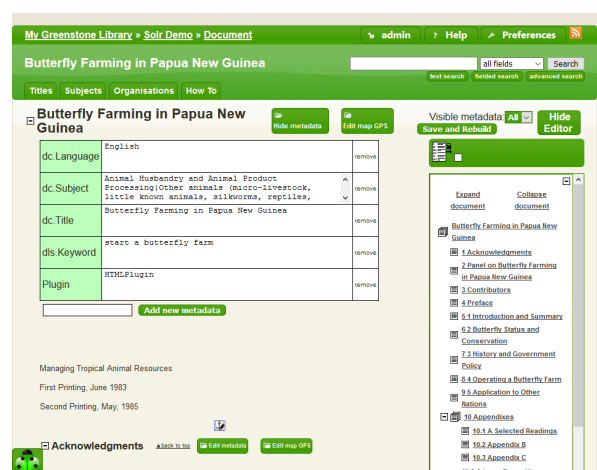 My Greenstone Library » Solr Demo » Document
admin
? Help
Preferences
Butterfly Farming in Papua New Guinea
all fields
Search
text search
fielded search
advanced search
Titles
Subjects
Organisations
How To
Butterfly Farming in Papua New
Guinea
Hide metadata
Edit map GPS
Visible metadata: All
Hide
Editor
Save and Rebuild
dc.Language
English
remove
dc.Subject
Animal Husbandry and Animal Product
Processing|Other animals (micro-livestock,
little known animals, silkworms, reptiles,
remove
dc.Title
Butterfly Farming in Papua New Guinea
remove
dls.Keyword
start a butterfly farm
remove
Plugin
HTMLPlugin
remove
Add new metadata
Managing Tropical Animal Resources
First Printing, June 1983
Second Printing, May, 1985
Acknowledgments
▲back to top
Edit metadata
Edit map GPS
Expand
document
Collapse
document
Butterfly Farming in Papua New
Guinea
1 Acknowledgments
2 Panel on Butterfly Farming
in Papua New Guinea
3 Contributors
4 Preface
5 1 Introduction and Summary
6 2 Butterfly Status and
Conservation
7 3 History and Government
Policy
8 4 Operating a Butterfly Farm
9 5 Application to Other
Nations
10 Appendixes
10.1 A Selected Readings
10.2 Appendix B
10.3 Appendix C